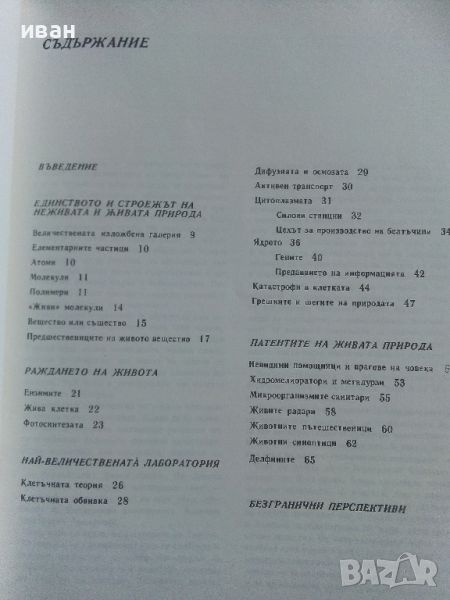 иван
СЪДЪРЖАНИЕ
ВЪВЕДЕНИЕ
ЕДИНСТВОТО И СТРОЕЖЪТ НА
НЕЖИВАТА И ЖИВАТА ПРИРОДА
Величествената изложбена галерия 9
Елементарните частици 10
Атоми 10
Молекули 11
Полимери 11
«Живи» молекули 14
Вещество или същество 15
Предшествениците на живото вещество 17
РАЖДАНЕТО НА ЖИВОТА
Ензимите 21
Жива клетка 22
Фотосинтезата 23
НАЙ-ВЕЛИЧЕСТВЕНАТА ЛАБОРАТОРИЯ
Клетъчната теория 26
Клетъчната обвивка 28
Дифузията и осмозата 29
Активен транспорт 30
Цитоплазмата 31
Силови станции 32
Цехът за производство на белтъчини 34
Ядрото 36
Гените 40
Предаването на информацията 42
Катастрофи в клетката 44
Грешките и шегите на природата 47
ПАТЕНТИТЕ НА ЖИВАТА ПРИРОДА
Невидими помощници и врагове на човека
Хидромелиоратори и металурзи 53
Микроорганизмите санитари 55
Живите радари 58
Животните пътешественици 60
Животни синоптици 62
Делфините 65
БЕЗГРАНИЧНИ ПЕРСПЕКТИВИ
BAZAR